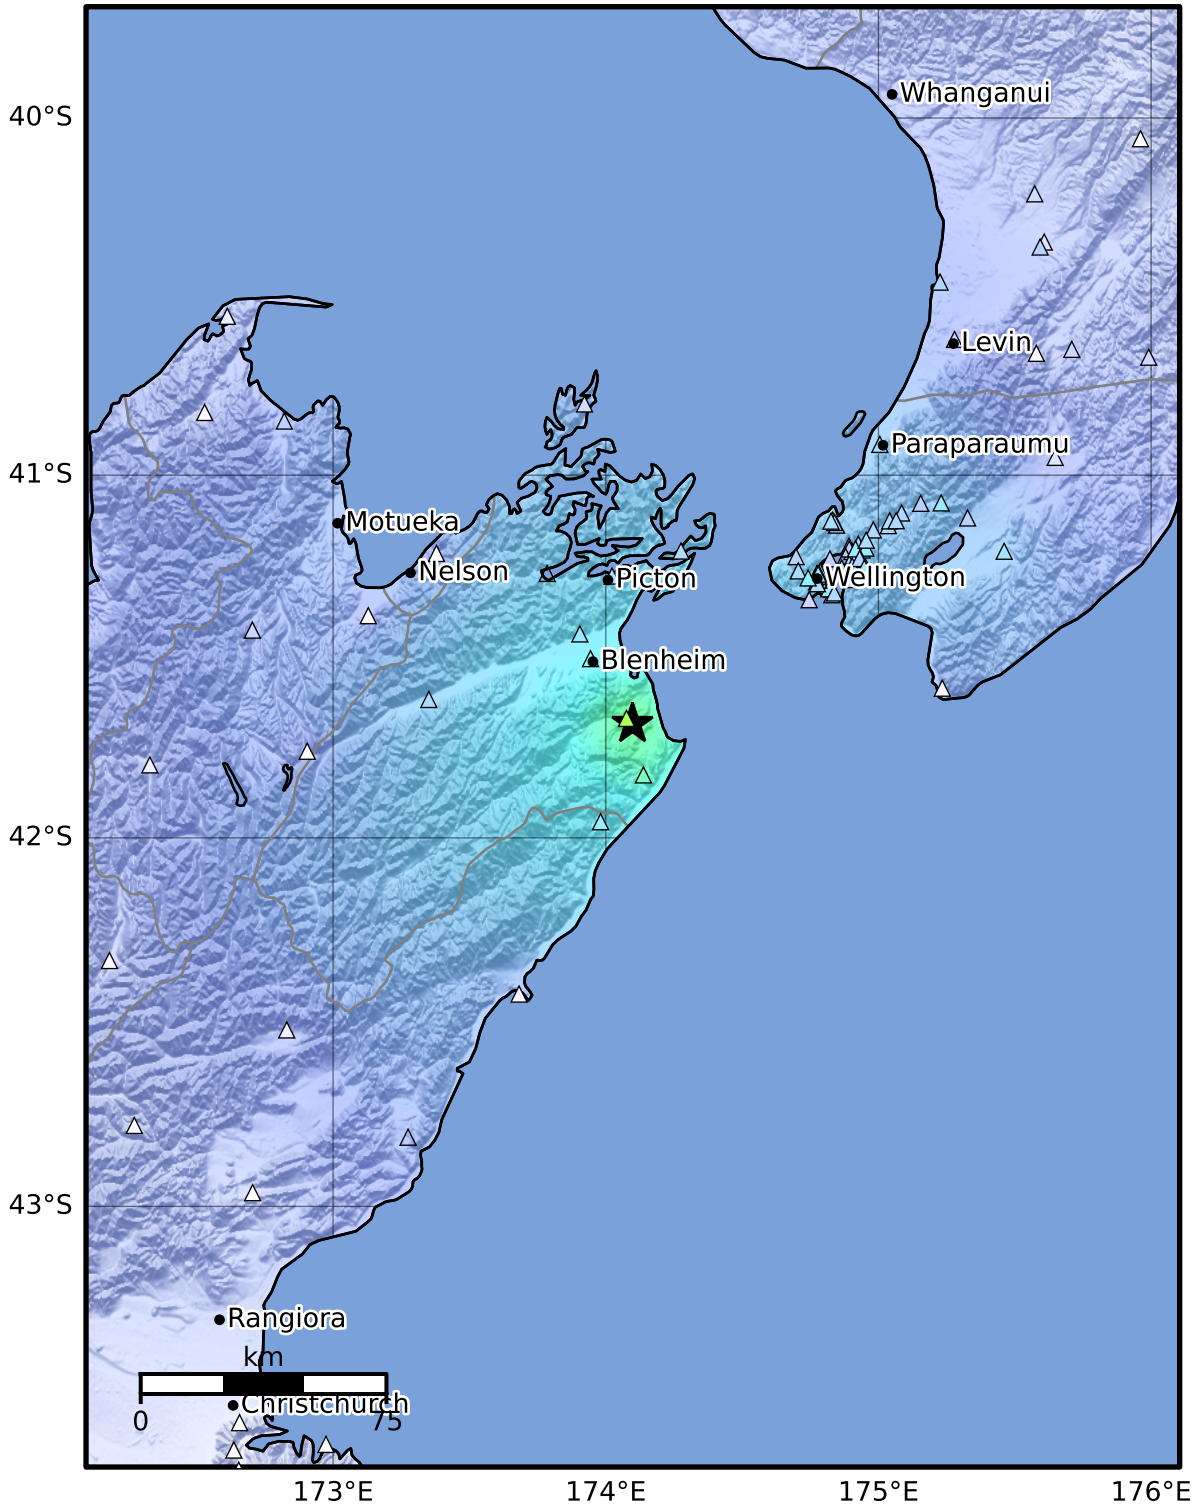 Whanganui
40°S
Levin
Paraparaumu
41°S
Motueka
Nelson
Picton
Wellington
Blenheim
42°S
43°S
Rangiora
km
Christchurch
0
75
173°E
174°E
175°E
176°E